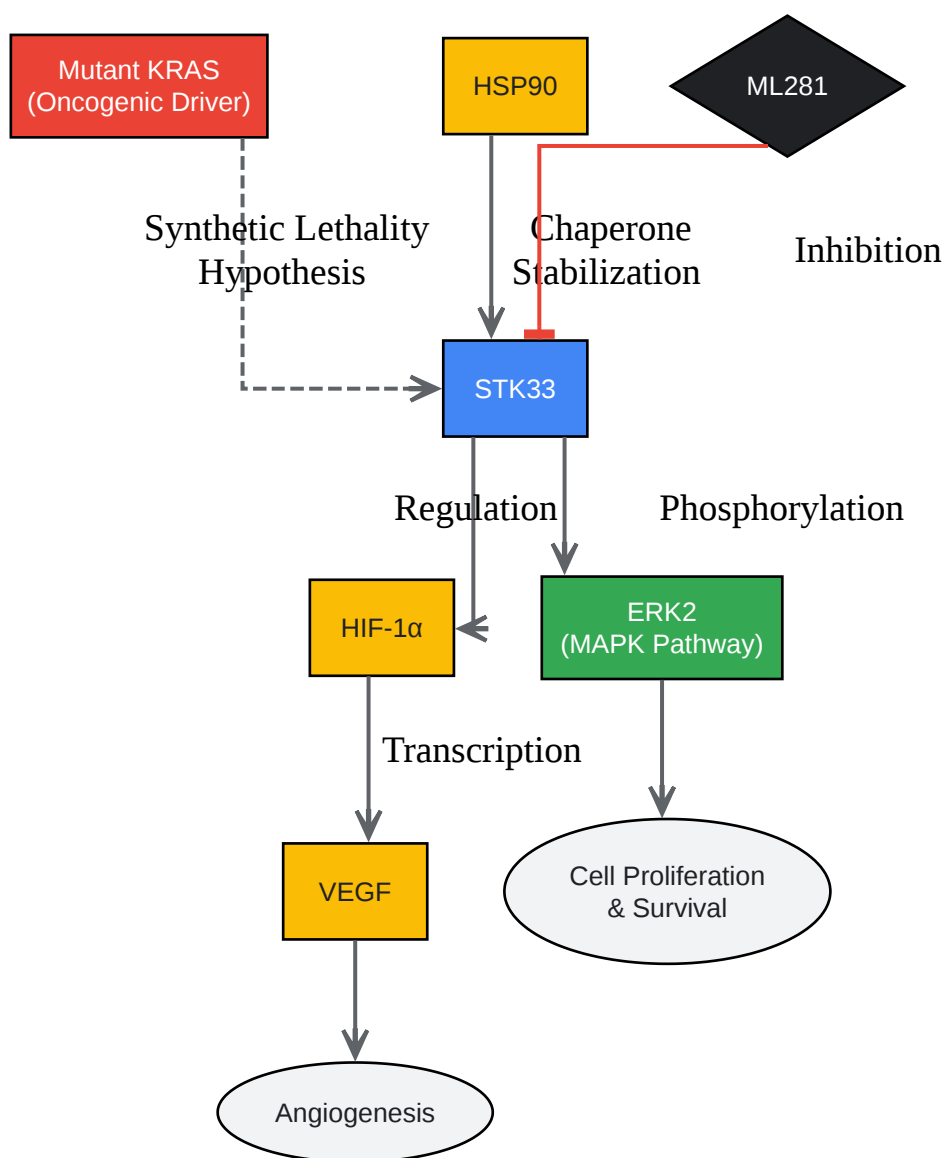 Mutant KRAS
(Oncogenic Driver)
HSP90
ML281
Synthetic Lethality
Hypothesis
Chaperone
Stabilization
Inhibition
STK33
Regulation
Phosphorylation
HIF-1α
ERK2
(MAPK Pathway)
Transcription
VEGF
Cell Proliferation
& Survival
Angiogenesis